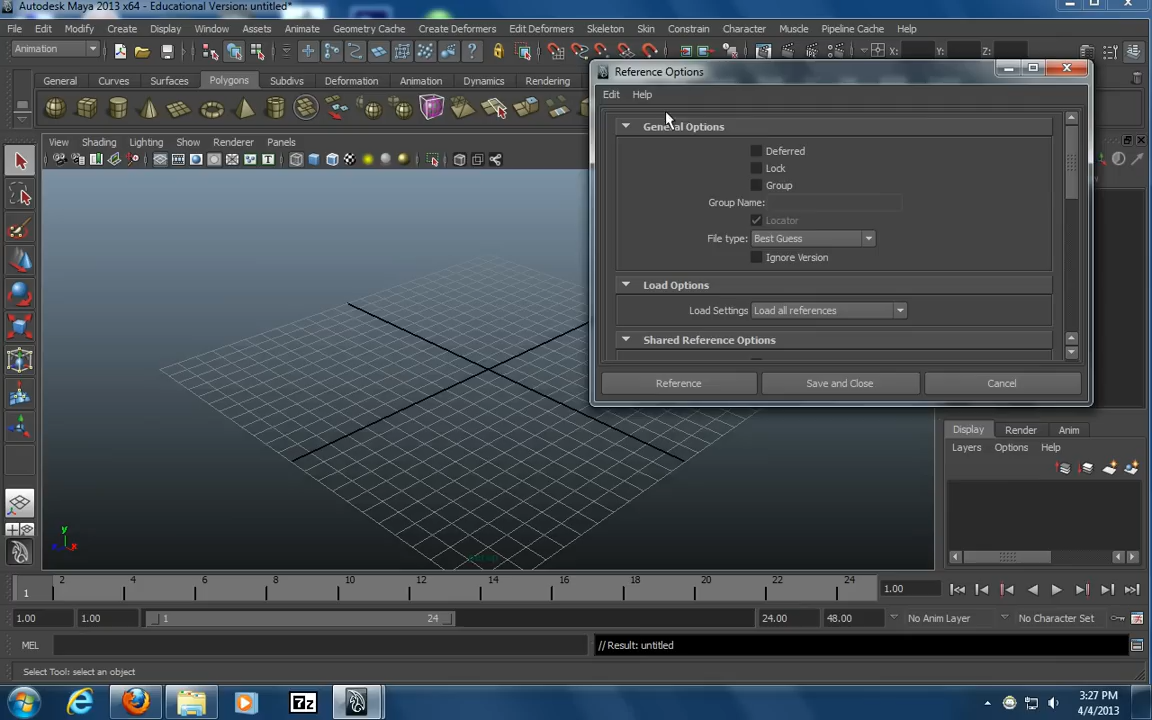 Autodesk Maya 2013 x64 - Educational Version: untitled*
File Edit Modify Create Display Window Assets Animate Geometry Cache Create Deformers Edit Deformers Skeleton Skin Constrain Character Muscle Pipeline Cache Help
Animation
X: Y: Z:
General Curves Surfaces Polygons Subdivs Deformation Animation Dynamics Rendering
View Shading Lighting Show Renderer Panels
Reference Options
Edit Help
General Options
Deferred
Lock
Group
Group Name:
Locator
File type: Best Guess
Ignore Version
Load Options
Load Settings Load all references
Shared Reference Options
Reference Save and Close Cancel
Display Render Anim
Layers Options Help
y
x
2 4 6 8 10 12 14 16 18 20 22 24
1
1.00
1.00 1.00 1 24 24.00 48.00 No Anim Layer No Character Set
MEL // Result: untitled
Select Tool: select an object
7z
3:27 PM
4/4/2013